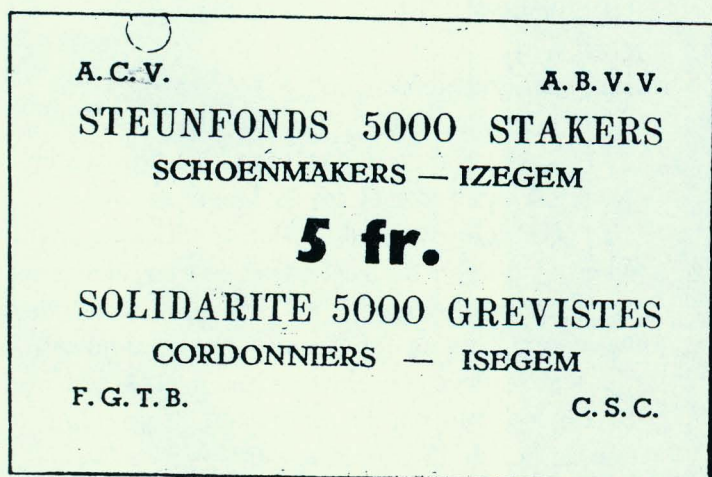 A. C. V. A. B. V. V.
STEUNFONDS 5000 STAKERS
SCHOENMAKERS — IZEGEM
5 fr.
SOLIDARITE 5000 GREVISTES
CORDONNIERS — ISEGEM
F. G. T. B. C. S. C.